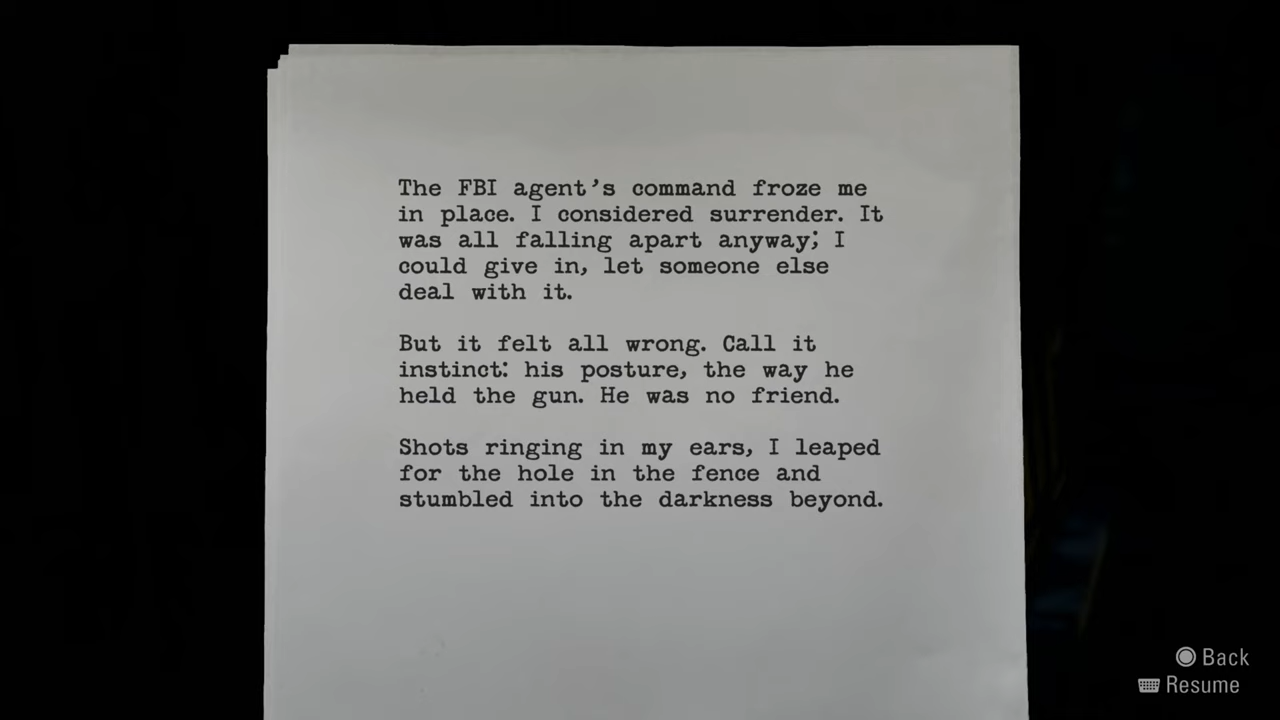 The FBI agent’s command froze me
in place. I considered surrender. It
was all falling apart anyway; I
could give in, let someone else
deal with it.
But it felt all wrong. Call it
instinct: his posture, the way he
held the gun. He was no friend.
Shots ringing in my ears, I leaped
for the hole in the fence and
stumbled into the darkness beyond.
Back
Resume